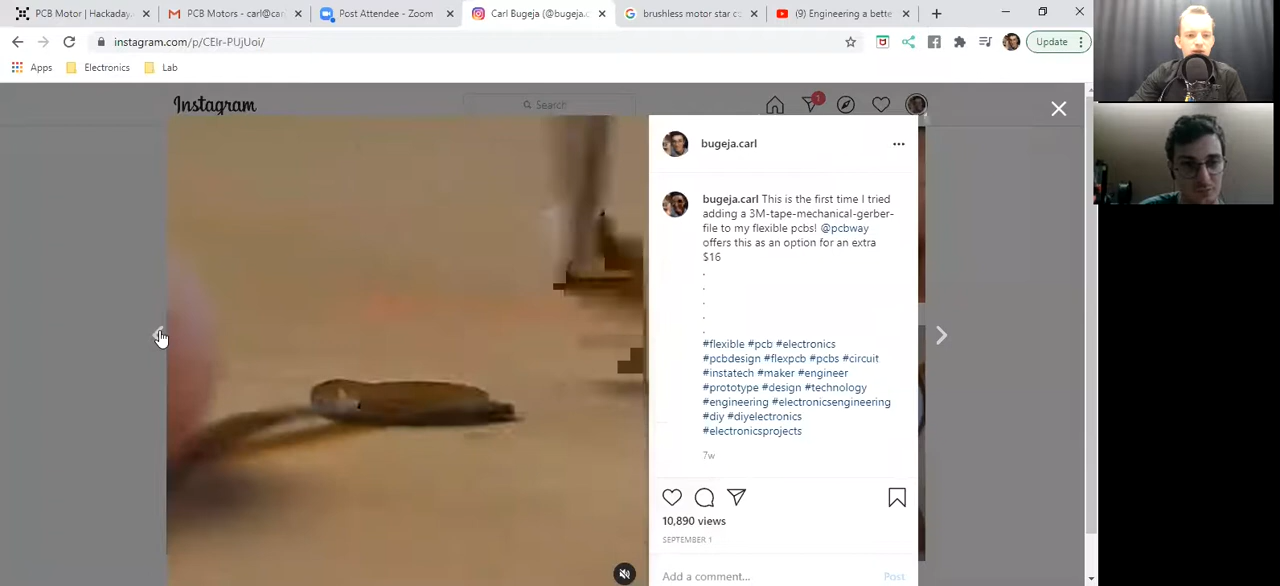 PCB Motor | Hackaday.
PCB Motors - carl@car
Post Attendee - Zoom
Carl Bugeja (@bugeja.c
brushless motor star co
(9) Engineering a bette
instagram.com/p/CEIr-PUjUoi/
Update
Apps
Electronics
Lab
Instagram
Search
1
bugeja.carl
bugeja.carl This is the first time I tried
adding a 3M-tape-mechanical-gerber-
file to my flexible pcbs! @pcbway
offers this as an option for an extra
$16
.
.
.
.
.
#flexible #pcb #electronics
#pcbdesign #flexpcb #pcbs #circuit
#instatech #maker #engineer
#prototype #design #technology
#engineering #electronicsengineering
#diy #diyelectronics
#electronicsprojects
7w
10,890 views
SEPTEMBER 1
Add a comment...
Post